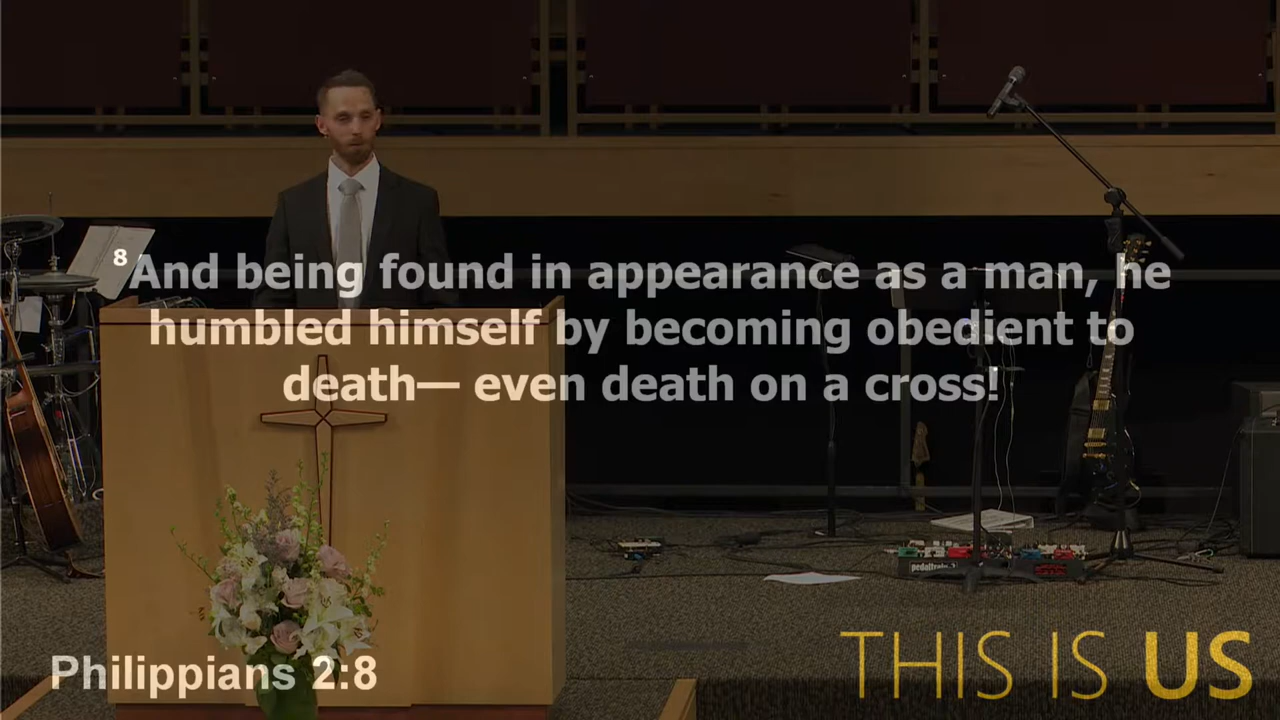 8 And being found in appearance as a man, he
humbled himself by becoming obedient to
death— even death on a cross!
Philippians 2:8
THIS IS US
pedaltrain